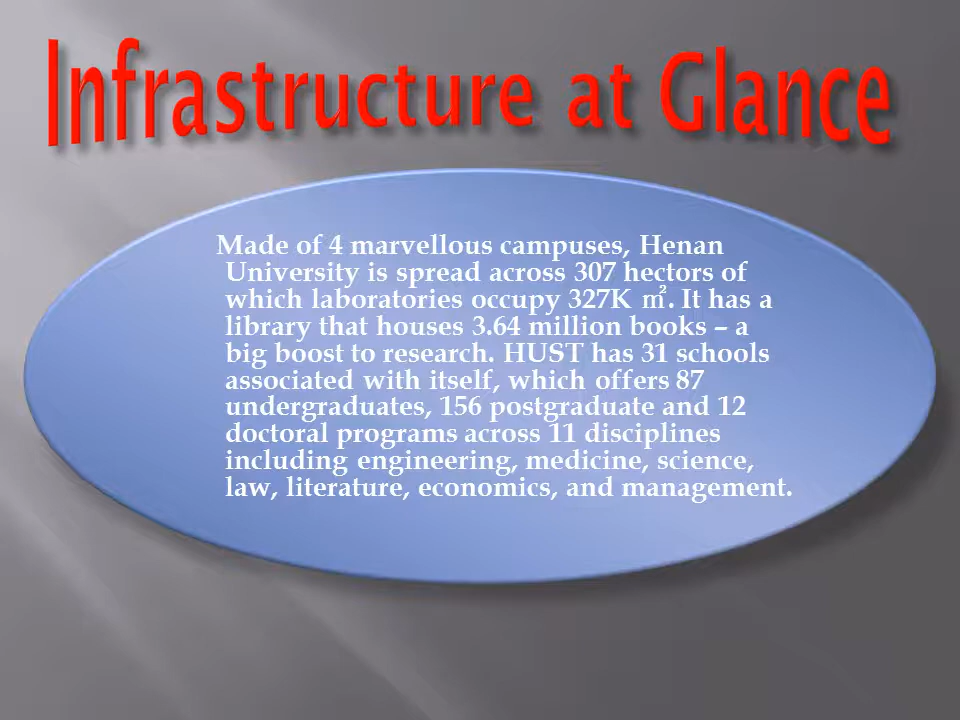 Infrastructure at Glance
Made of 4 marvellous campuses, Henan
University is spread across 307 hectors of
which laboratories occupy 327K ㎡. It has a
library that houses 3.64 million books – a
big boost to research. HUST has 31 schools
associated with itself, which offers 87
undergraduates, 156 postgraduate and 12
doctoral programs across 11 disciplines
including engineering, medicine, science,
law, literature, economics, and management.